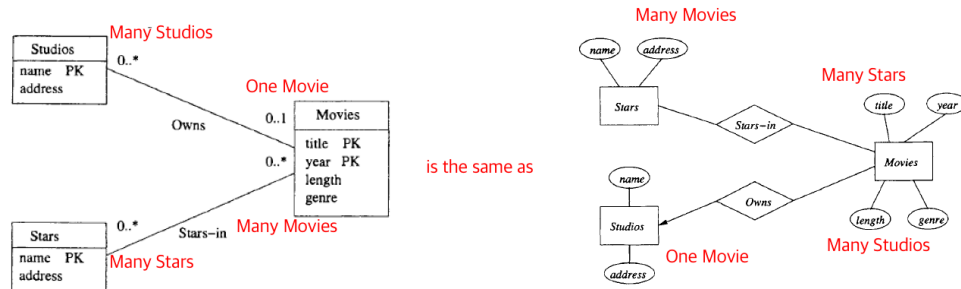 Many Studios
Studios
name PK
address
0..*
One Movie
Owns
0..1
Movies
title PK
year PK
length
genre
0..*
Many Movies
Stars-in
0..*
Stars
name PK
address
Many Stars
is the same as
Many Movies
name
address
Stars
Stars-in
Many Stars
title
year
Movies
length
genre
Many Studios
name
Studios
Owns
address
One Movie